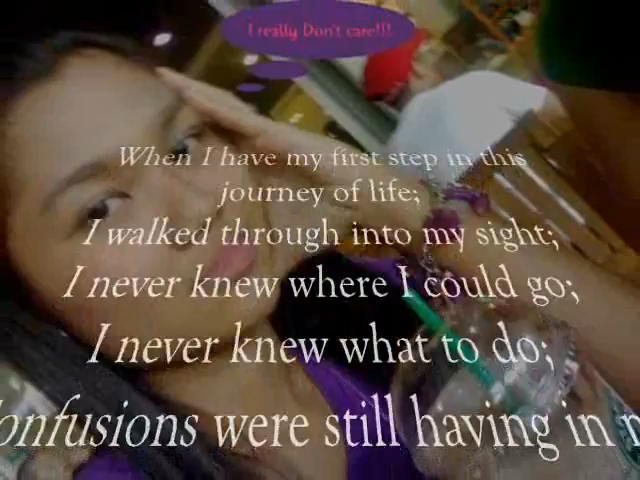 I really Don't care!!!
When I have my first step in this
journey of life;
I walked through into my sight;
I never knew where I could go;
I never knew what to do;
onfusions were still having in